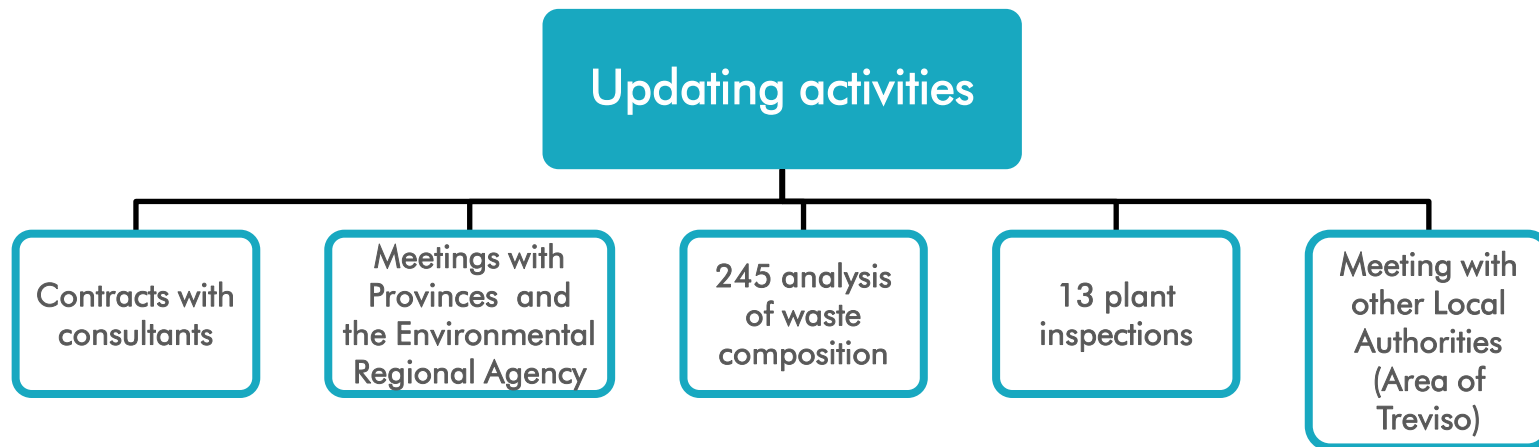 Updating activities
Contracts with
consultants
Meetings with
Provinces and
the Environmental
Regional Agency
245 analysis
of waste
composition
13 plant
inspections
Meeting with
other Local
Authorities
(Area of
Treviso)